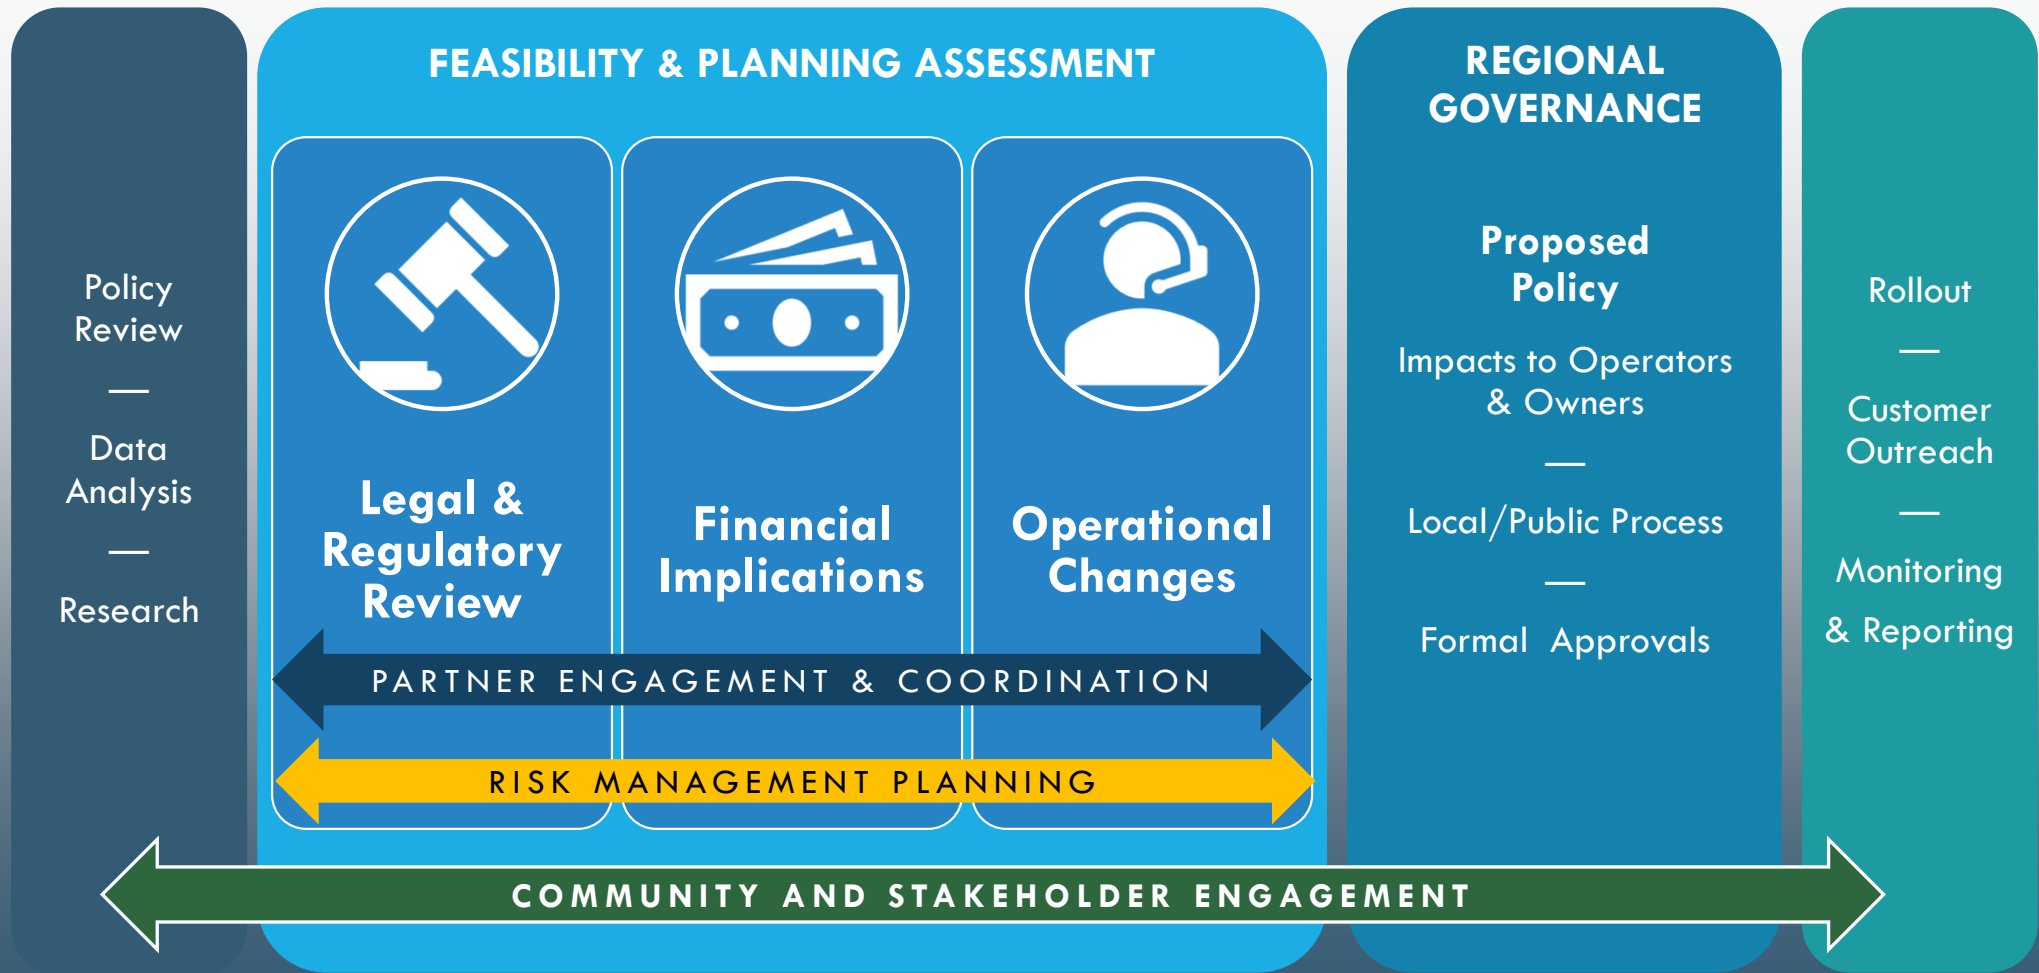 Policy
Review
—
Data
Analysis
—
Research
FEASIBILITY & PLANNING ASSESSMENT
Legal &
Regulatory
Review
Financial
Implications
Operational
Changes
PARTNER ENGAGEMENT & COORDINATION
RISK MANAGEMENT PLANNING
REGIONAL
GOVERNANCE
Proposed
Policy
Impacts to Operators
& Owners
—
Local/Public Process
—
Formal Approvals
Rollout
—
Customer
Outreach
—
Monitoring
& Reporting
COMMUNITY AND STAKEHOLDER ENGAGEMENT